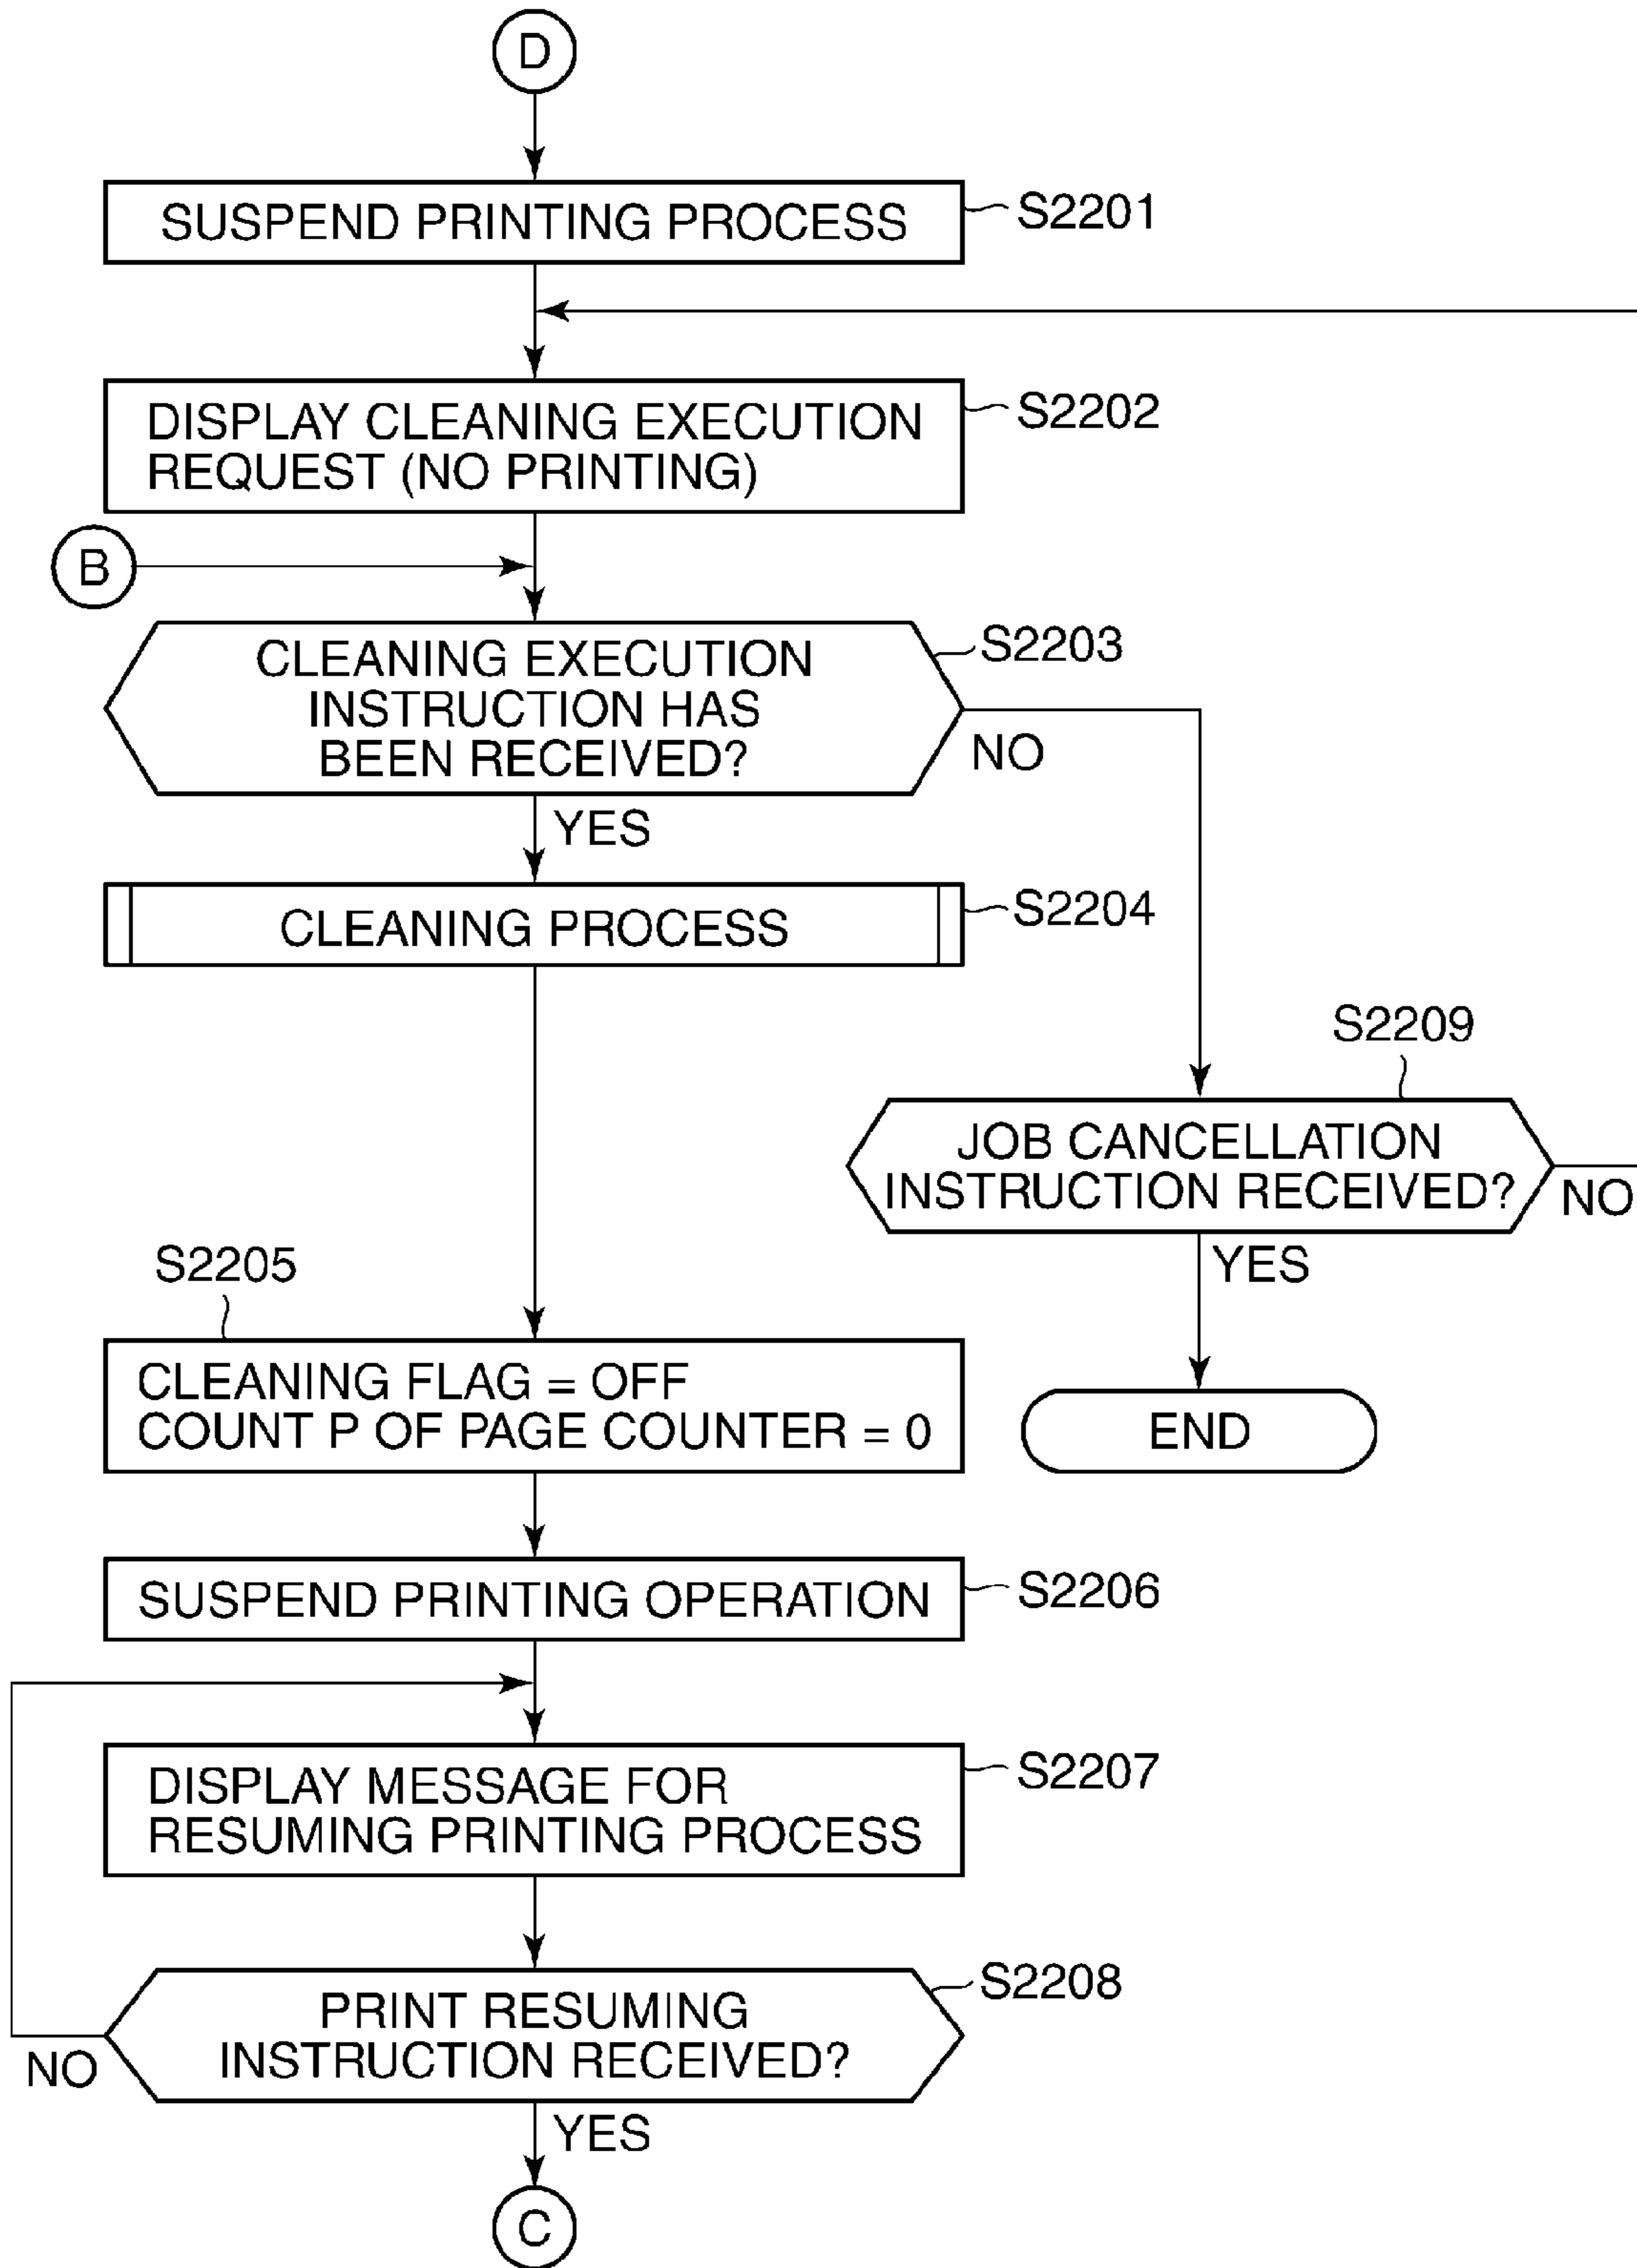 D
SUSPEND PRINTING PROCESS
S2201
DISPLAY CLEANING EXECUTION
REQUEST (NO PRINTING)
S2202
B
CLEANING EXECUTION
INSTRUCTION HAS
BEEN RECEIVED?
S2203
NO
YES
CLEANING PROCESS
S2204
S2209
JOB CANCELLATION
INSTRUCTION RECEIVED?
NO
YES
END
S2205
CLEANING FLAG = OFF
COUNT P OF PAGE COUNTER = 0
SUSPEND PRINTING OPERATION
S2206
DISPLAY MESSAGE FOR
RESUMING PRINTING PROCESS
S2207
PRINT RESUMING
INSTRUCTION RECEIVED?
S2208
NO
YES
C